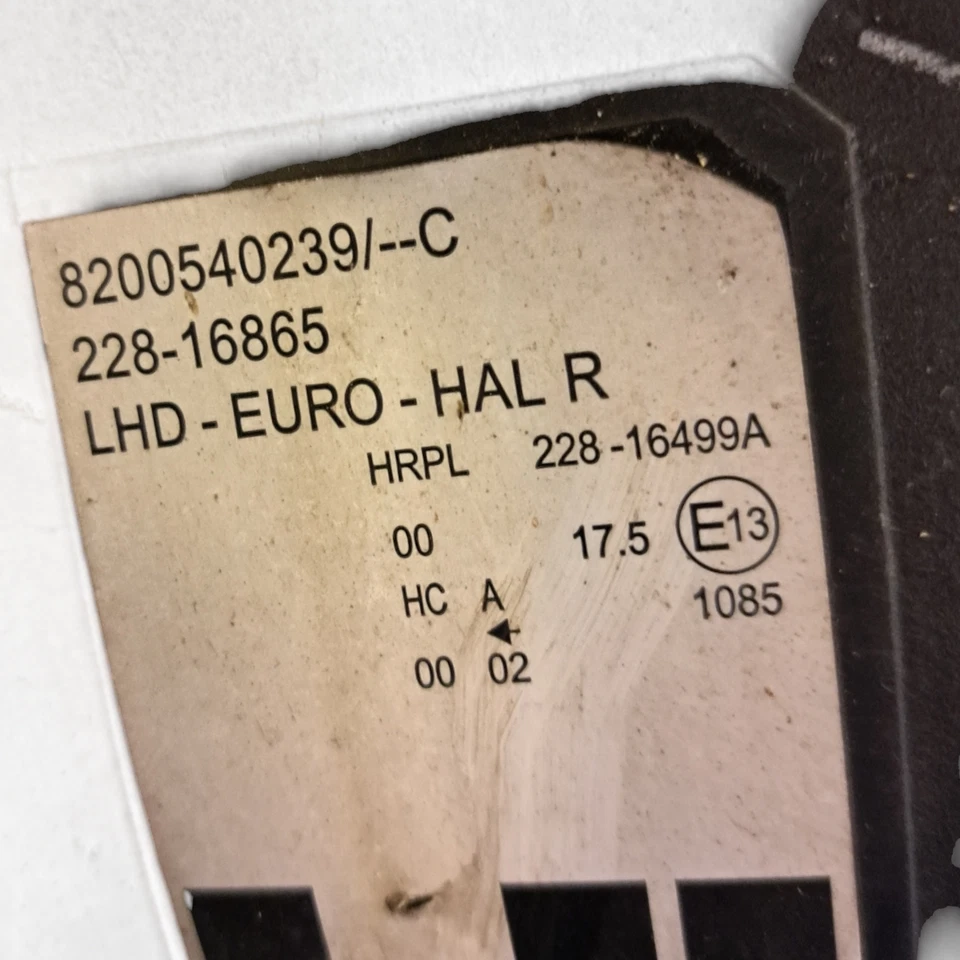 8200540239/--C
228-16865
LHD - EURO - HAL R
HRPL 228 -16499A
00 17.5 E13
HC A 1085
00 02